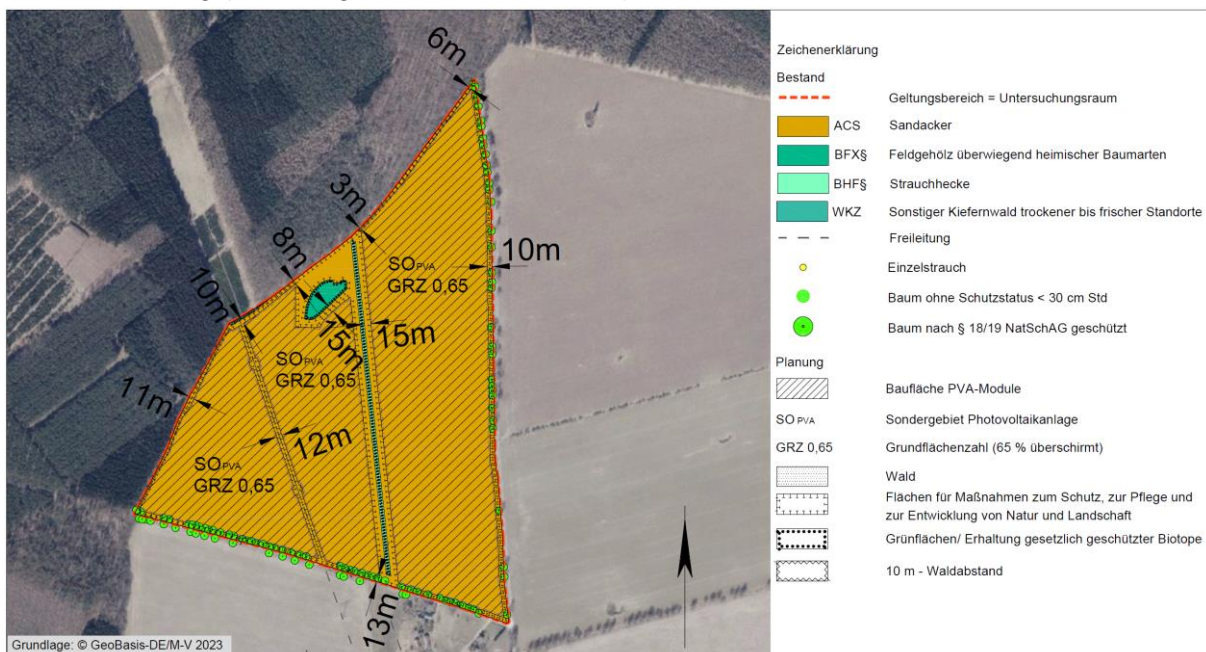 6m
3m
8m
10m
SO PVA
GRZ 0,65
10m
15m
15m
SO PVA
GRZ 0,65
11m
12m
SO PVA
GRZ 0,65
13m
Grundlage: © GeoBasis-DE/M-V 2023
Zeichenerklärung
Bestand
Geltungsbereich = Untersuchungsraum
ACS Sandacker
BFX§ Feldgehölz überwiegend heimischer Baumarten
BHF§ Strauchhecke
WKZ Sonstiger Kiefernwald trockener bis frischer Standorte
Freileitung
Einzelstrauch
Baum ohne Schutzstatus < 30 cm Std
Baum nach § 18/19 NatSchAG geschützt
Planung
Baufläche PVA-Module
SO PVA Sondergebiet Photovoltaikanlage
GRZ 0,65 Grundflächenzahl (65 % überschirmt)
Wald
Flächen für Maßnahmen zum Schutz, zur Pflege und
zur Entwicklung von Natur und Landschaft
Grünflächen/ Erhaltung gesetzlich geschützter Biotope
10 m - Waldabstand